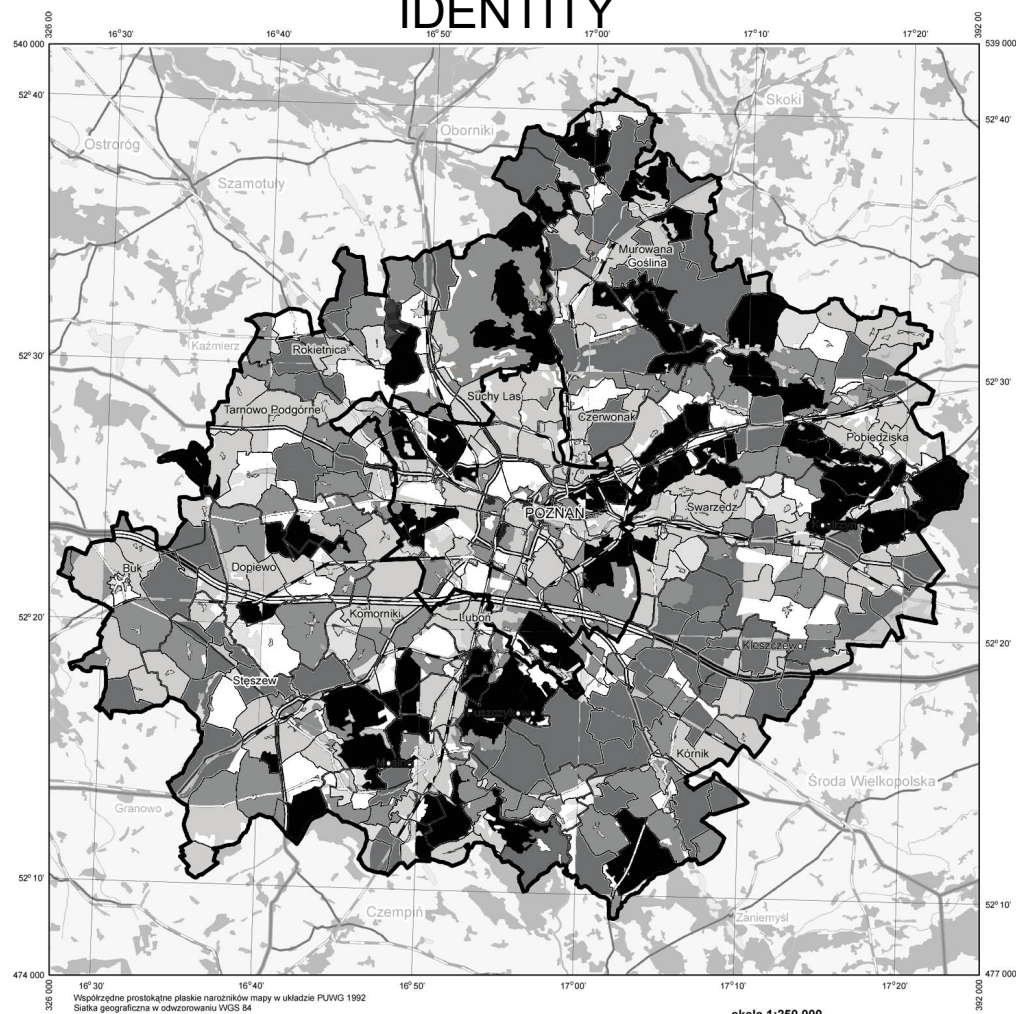 IDENTITY
326 00
392 00
16°30'
16°40'
16°50'
17°00'
17°10'
17°20'
540 000
539 000
52°40'
52°40'
Skoki
Oborniki
Ostroróg
Szamotuły
Murowana
Goślina
Kaźmierz
Rokietnica
52°30'
52°30'
Suchy Las
Tarnowo Podgórne
Czerwonak
Pobiedziska
POZNAŃ
Swarzędz
Buk
Dopiewo
Komorniki
Luboń
52°20'
52°20'
Kleszczewo
Stęszew
Kórnik
Środa Wielkopolska
Granowo
52°10'
52°10'
Czempiń
Zaniemyśl
474 000
477 000
326 000
392 000
16°30'
16°40'
16°50'
17°00'
17°10'
17°20'
Współrzędne prostokątne płaskie narożników mapy w układzie PUWG 1992
Siatka geograficzna w odwzorowaniu WGS 84
skala 1:250 000